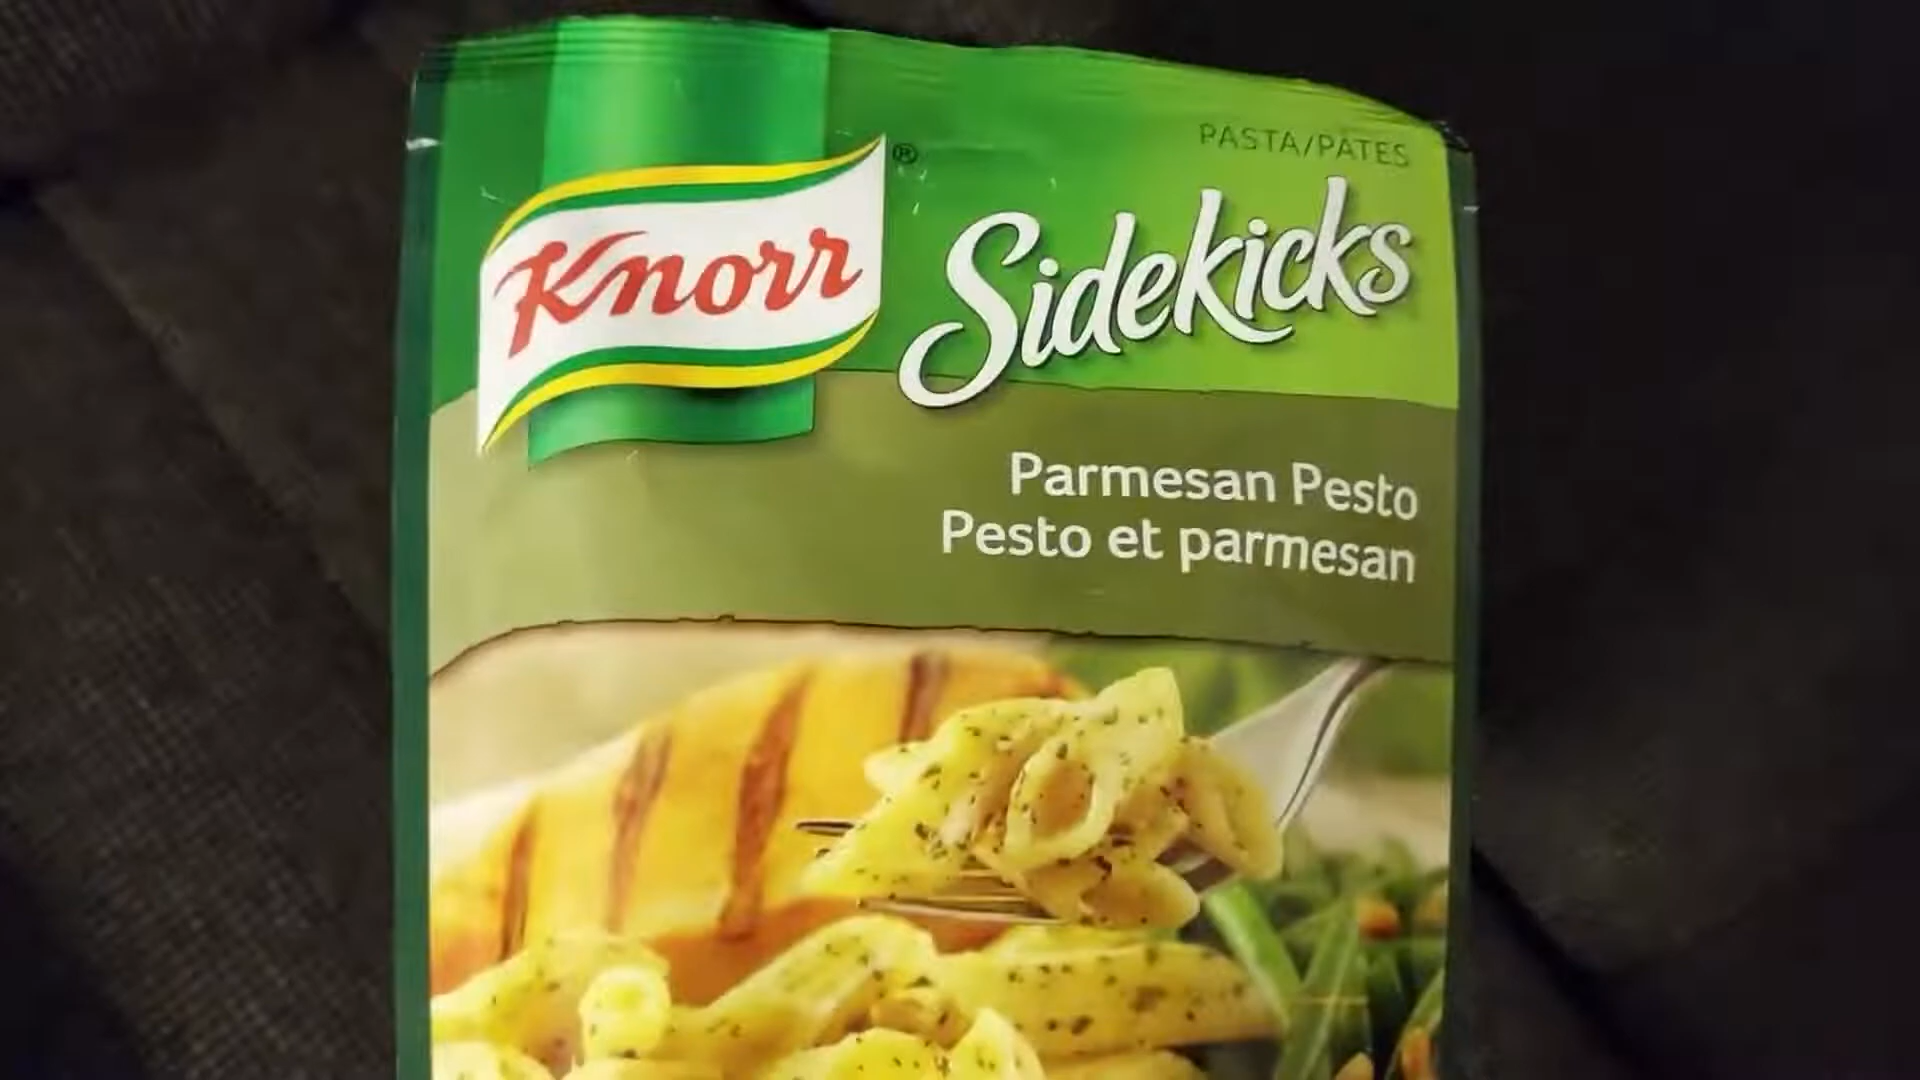 PASTA/PÂTES
Knorr®
Sidekicks
Parmesan Pesto
Pesto et parmesan